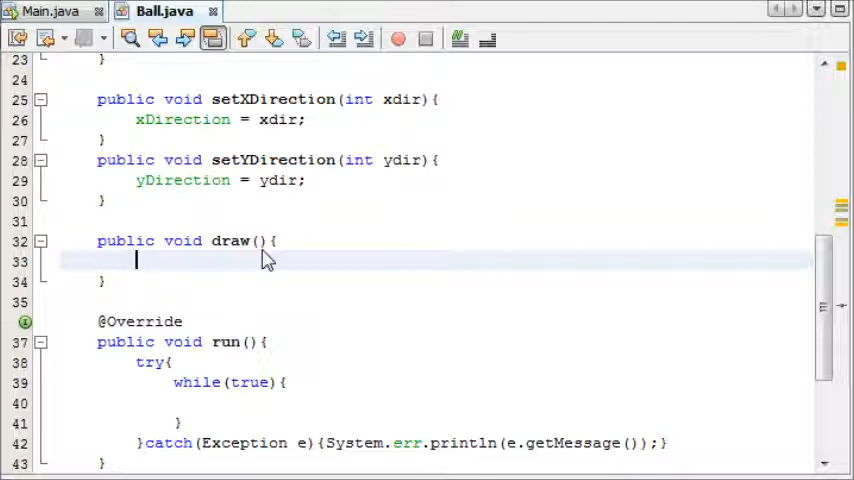 Main.java
Ball.java
23 }
24
25 public void setXDirection(int xdir){
26 xDirection = xdir;
27 }
28 public void setYDirection(int ydir){
29 yDirection = ydir;
30 }
31
32 public void draw(){
33
34 }
35
@Override
37 public void run(){
38 try{
39 while(true){
40
41 }
42 }catch(Exception e){System.err.println(e.getMessage());}
43 }